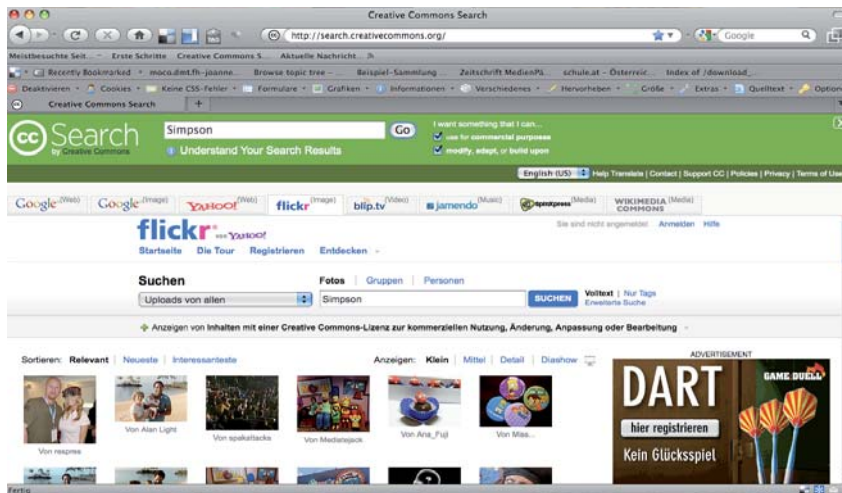 Creative Commons Search
http://search.creativecommons.org/
Google
Meistbesuchte Seit... Erste Schritte Creative Commons S... Aktuelle Nachricht...
Recently Bookmarked moco.dmt.fh-joanne... Browse topic tree – ... Beispiel-Sammlung ... Zeitschrift MedienPä... schule.at – Österreic... Index of /download_...
Deaktivieren Cookies Keine CSS-Fehler Formulare Grafiken Informationen Verschiedenes Hervorheben Größe Extras Quelltext Option
Creative Commons Search +
cc Search Simpson Go I want something that I can...
use for commercial purposes
by Creative Commons Understand Your Search Results modify, adapt, or build upon
English (US) Help Translate | Contact | Support CC | Policies | Privacy | Terms of Use
Google (Web) Google (Image) YAHOO! (Web) flickr (Image) blip.tv (Video) jamendo (Music) spinxpress (Media) WIKIMEDIA COMMONS (Media)
flickr von YAHOO! Sie sind nicht angemeldet Anmelden Hilfe
Startseite Die Tour Registrieren Entdecken
Suchen Fotos Gruppen Personen
Uploads von allen Simpson SUCHEN Volltext | Nur Tags
Erweiterte Suche
Anzeigen von Inhalten mit einer Creative Commons-Lizenz zur kommerziellen Nutzung, Änderung, Anpassung oder Bearbeitung
Sortieren: Relevant Neueste Interessanteste Anzeigen: Klein Mittel Detail Diashow
ADVERTISEMENT
GAME DUELL
DART
hier registrieren
Kein Glücksspiel
Von respres
Von Alan Light
Von spakattacks
Von Mediatejack
Von Ana_Fuji
Von Mas...
Fertig